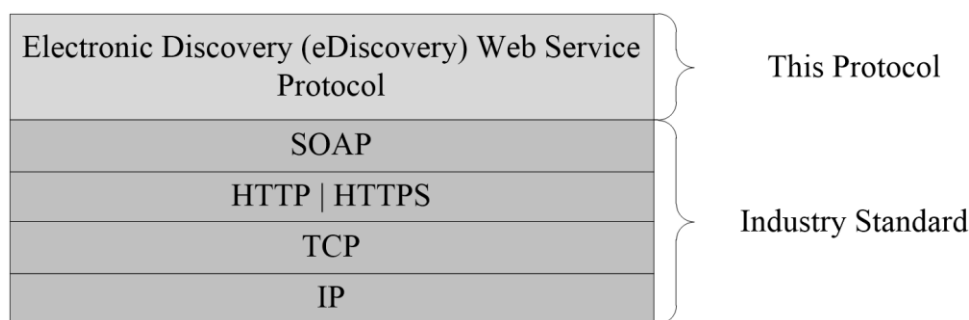 Electronic Discovery (eDiscovery) Web Service
Protocol
This Protocol
SOAP
HTTP | HTTPS
TCP
IP
Industry Standard